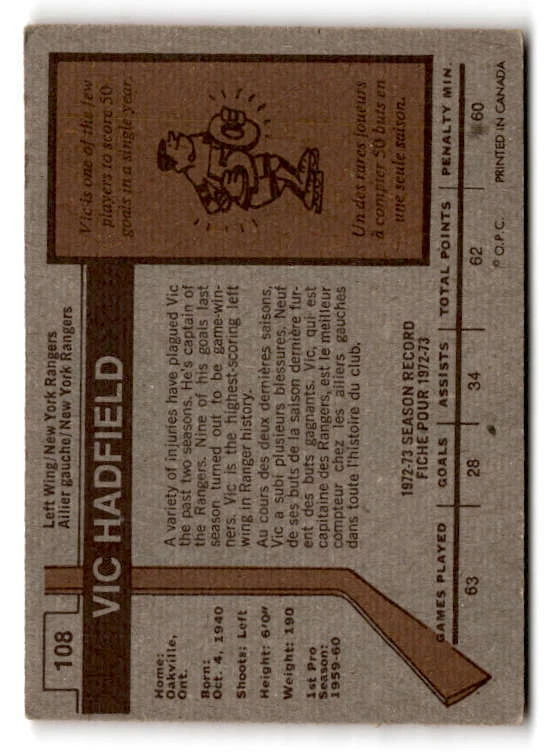 108
Left Wing/New York Rangers
Ailier gauche/New York Rangers
VIC HADFIELD
Home:
Oakville,
Ont.
Born:
Oct. 4, 1940
Shoots: Left
Height: 6'0"
Weight: 190
1st Pro
Season:
1959-60
A variety of injuries have plagued Vic
the past two seasons. He's captain of
the Rangers. Nine of his goals last
season turned out to be game-win-
ners. Vic is the highest-scoring left
wing in Ranger history.
Au cours des deux dernières saisons,
Vic a subi plusieurs blessures. Neuf
de ses buts de la saison dernière fur-
ent des buts gagnants. Vic, qui est
capitaine des Rangers, est le meilleur
compteur chez les ailiers gauches
dans toute l'histoire du club.
Vic is one of the few
players to score 50
goals in a single year.
50
Un des rares joueurs
à compter 50 buts en
une seule saison.
1972-73 SEASON RECORD
FICHE POUR 1972-73
GAMES PLAYED GOALS ASSISTS TOTAL POINTS PENALTY MIN.
63 28 34 62 60
© O.P.C. PRINTED IN CANADA